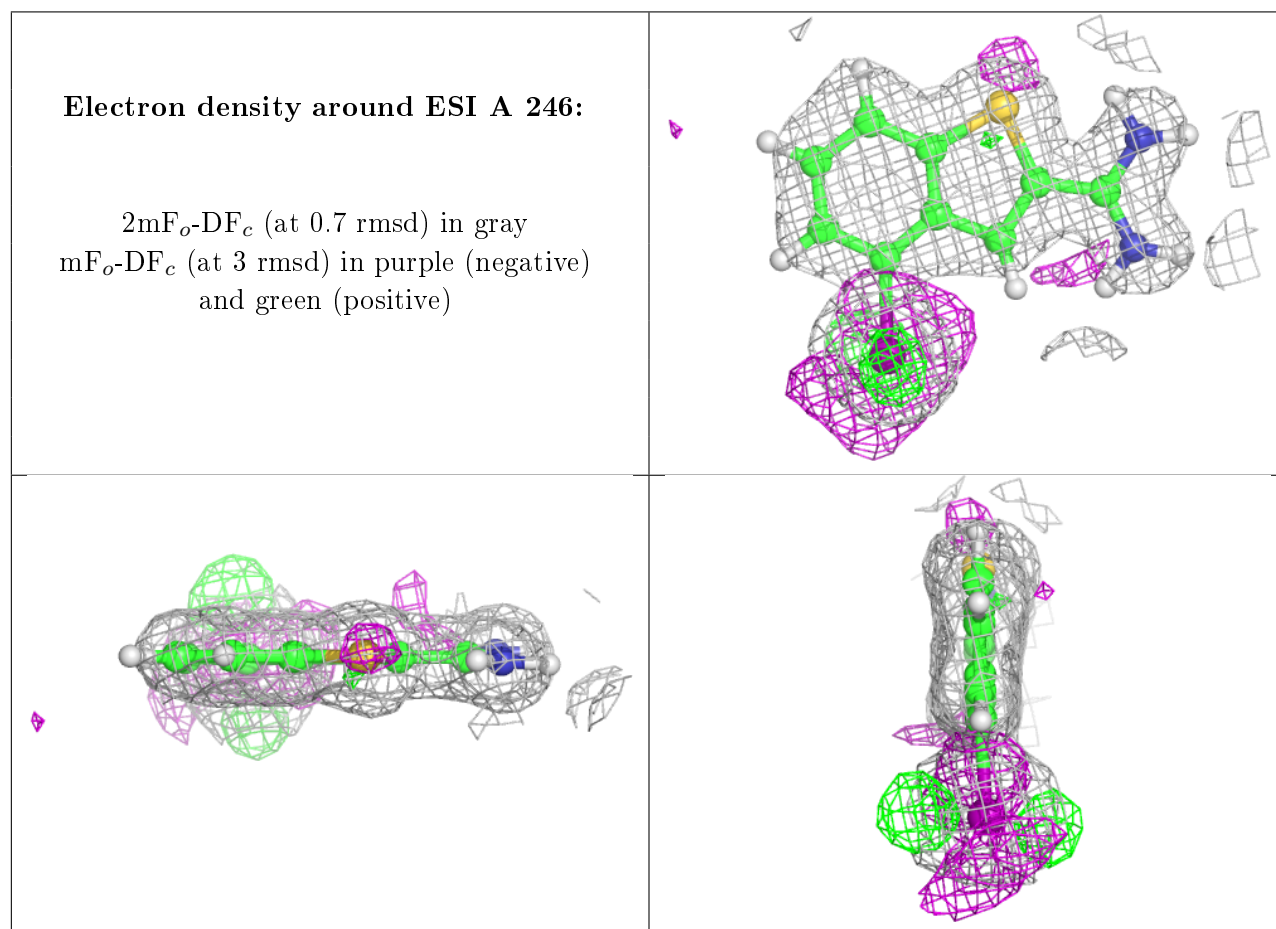 Electron density around ESI A 246:
2mFo-DFc (at 0.7 rmsd) in gray
mFo-DFc (at 3 rmsd) in purple (negative)
and green (positive)